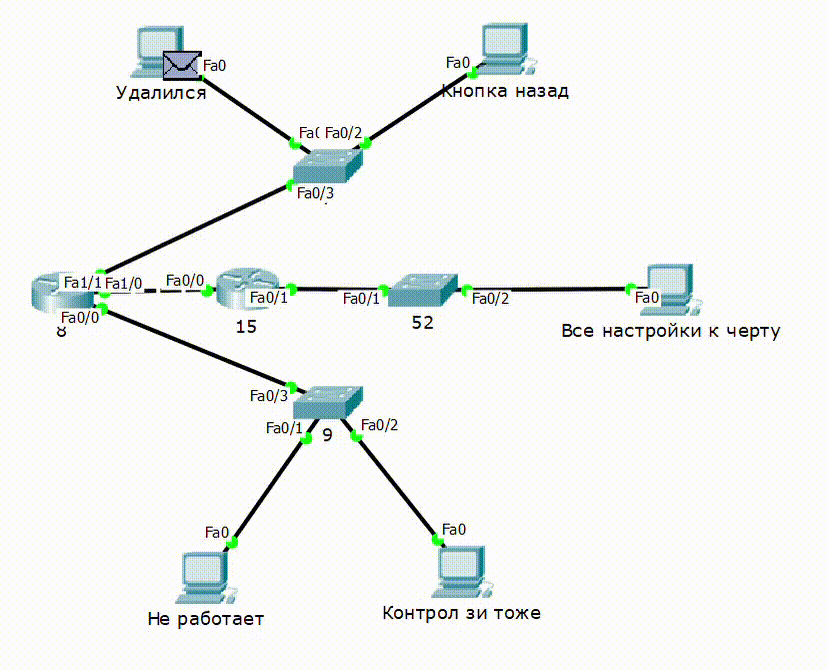 Fa0
Удалился
Fa0
Кнопка назад
Fa0/2
Fa0/3
Fa1/1
Fa1/0
Fa0/0
8
Fa0/0
Fa0/1
15
Fa0/1
52
Fa0/2
Fa0
Все настройки к черту
Fa0/3
Fa0/1
9
Fa0/2
Fa0
Не работает
Fa0
Контрол зи тоже